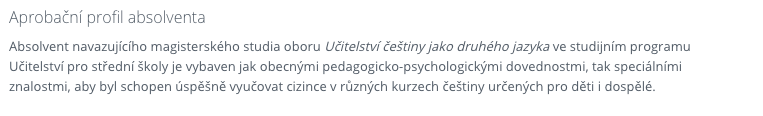 Aprobační profil absolventa
Absolvent navazujícího magisterského studia oboru Učitelství češtiny jako druhého jazyka ve studijním programu
Učitelství pro střední školy je vybaven jak obecnými pedagogicko-psychologickými dovednostmi, tak speciálními
znalostmi, aby byl schopen úspěšně vyučovat cizince v různých kurzech češtiny určených pro děti i dospělé.